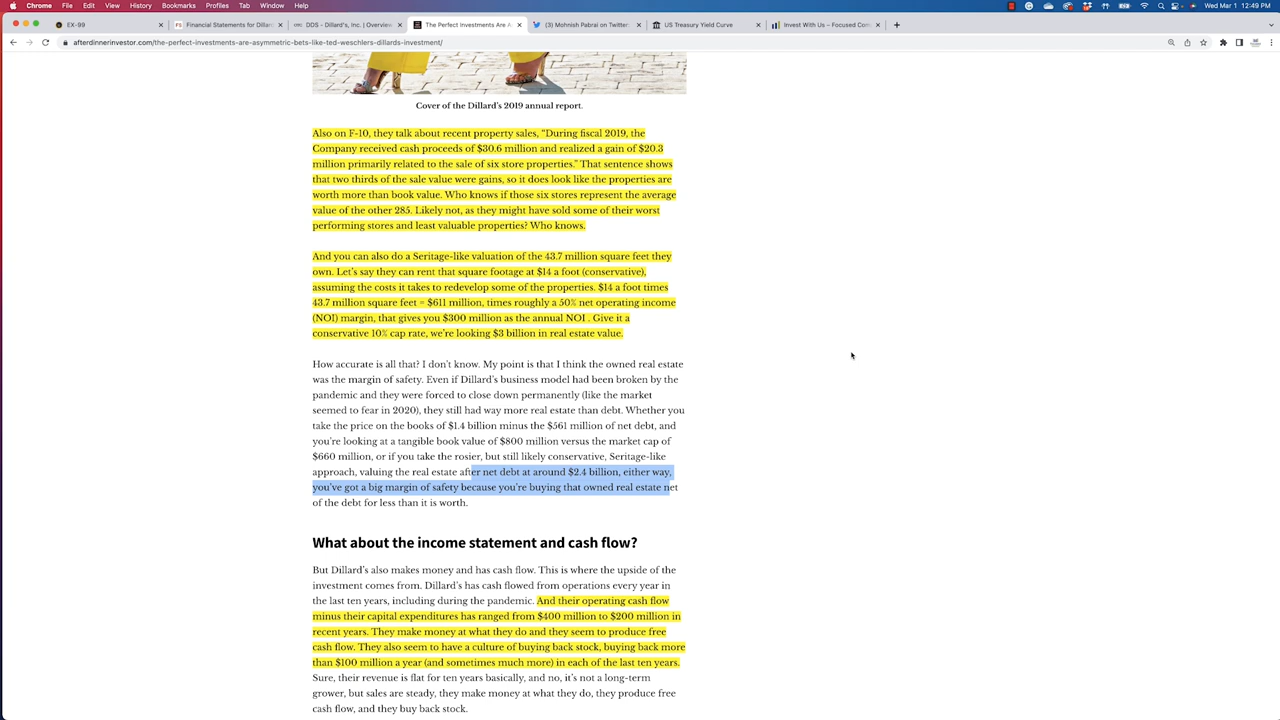 Chrome File Edit View History Bookmarks Profiles Tab Window Help Wed Mar 1 12:49 PM
EX-99 Financial Statements for Dillard DDS - Dillard's, Inc. | Overview The Perfect Investments Are A (3) Mohnish Pabrai on Twitter: US Treasury Yield Curve Invest With Us – Focused Com
afterdinnerinvestor.com/the-perfect-investments-are-asymmetric-bets-like-ted-weschlers-dillards-investment/
Cover of the Dillard's 2019 annual report.
Also on F-10, they talk about recent property sales, “During fiscal 2019, the
Company received cash proceeds of $30.6 million and realized a gain of $20.3
million primarily related to the sale of six store properties.” That sentence shows
that two thirds of the sale value were gains, so it does look like the properties are
worth more than book value. Who knows if those six stores represent the average
value of the other 285. Likely not, as they might have sold some of their worst
performing stores and least valuable properties? Who knows.
And you can also do a Seritage-like valuation of the 43.7 million square feet they
own. Let’s say they can rent that square footage at $14 a foot (conservative),
assuming the costs it takes to redevelop some of the properties. $14 a foot times
43.7 million square feet = $611 million, times roughly a 50% net operating income
(NOI) margin, that gives you $300 million as the annual NOI . Give it a
conservative 10% cap rate, we’re looking $3 billion in real estate value.
How accurate is all that? I don’t know. My point is that I think the owned real estate
was the margin of safety. Even if Dillard’s business model had been broken by the
pandemic and they were forced to close down permanently (like the market
seemed to fear in 2020), they still had way more real estate than debt. Whether you
take the price on the books of $1.4 billion minus the $561 million of net debt, and
you’re looking at a tangible book value of $800 million versus the market cap of
$660 million, or if you take the rosier, but still likely conservative, Seritage-like
approach, valuing the real estate after net debt at around $2.4 billion, either way,
you’ve got a big margin of safety because you’re buying that owned real estate net
of the debt for less than it is worth.
What about the income statement and cash flow?
But Dillard’s also makes money and has cash flow. This is where the upside of the
investment comes from. Dillard’s has cash flowed from operations every year in
the last ten years, including during the pandemic. And their operating cash flow
minus their capital expenditures has ranged from $400 million to $200 million in
recent years. They make money at what they do and they seem to produce free
cash flow. They also seem to have a culture of buying back stock, buying back more
than $100 million a year (and sometimes much more) in each of the last ten years.
Sure, their revenue is flat for ten years basically, and no, it’s not a long-term
grower, but sales are steady, they make money at what they do, they produce free
cash flow, and they buy back stock.